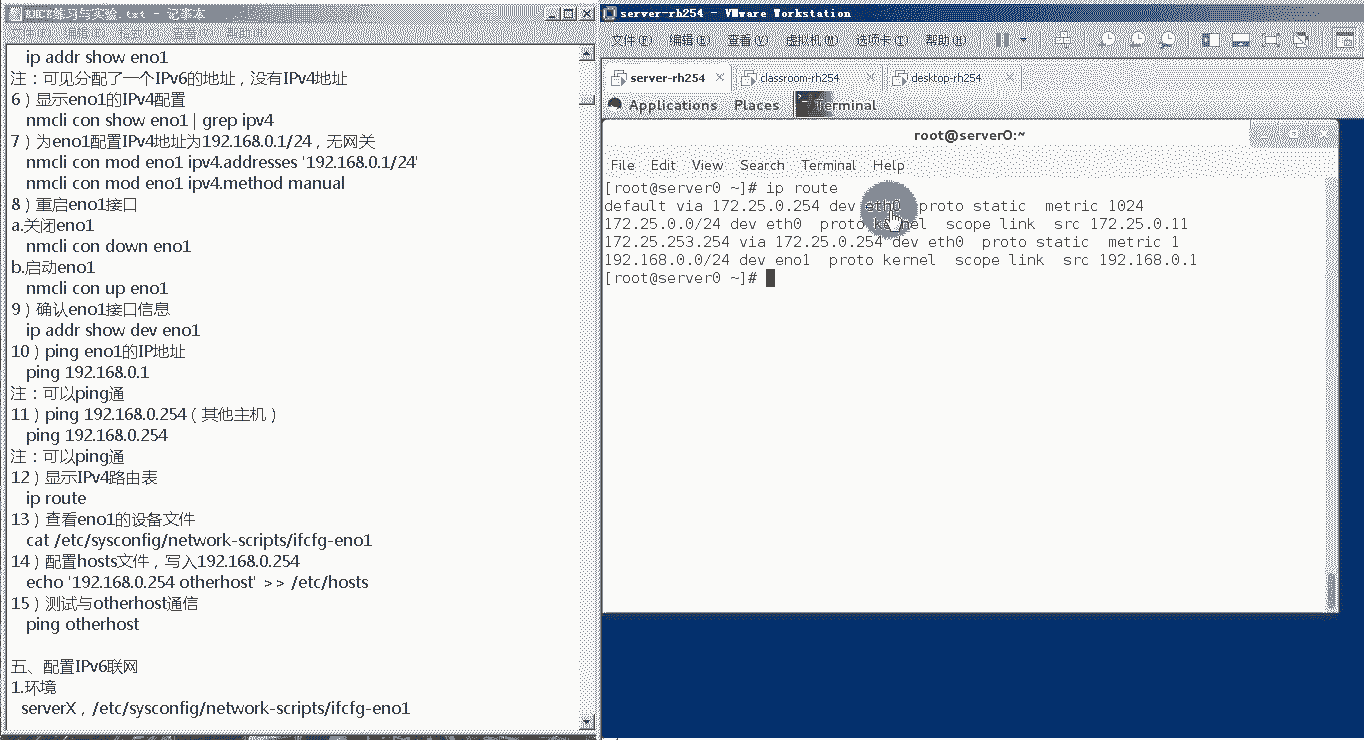 RHCE练习与实验.txt - 记事本
ip addr show eno1
注：可见分配了一个IPv6的地址，没有IPv4地址
6）显示eno1的IPv4配置
nmcli con show eno1 | grep ipv4
7）为eno1配置IPv4地址为192.168.0.1/24，无网关
nmcli con mod eno1 ipv4.addresses '192.168.0.1/24'
nmcli con mod eno1 ipv4.method manual
8）重启eno1接口
a.关闭eno1
nmcli con down eno1
b.启动eno1
nmcli con up eno1
9）确认eno1接口信息
ip addr show dev eno1
10）ping eno1的IP地址
ping 192.168.0.1
注：可以ping通
11）ping 192.168.0.254（其他主机）
ping 192.168.0.254
注：可以ping通
12）显示IPv4路由表
ip route
13）查看eno1的设备文件
cat /etc/sysconfig/network-scripts/ifcfg-eno1
14）配置hosts文件，写入192.168.0.254
echo '192.168.0.254 otherhost' >> /etc/hosts
15）测试与otherhost通信
ping otherhost
五、配置IPv6联网
1.环境
serverX，/etc/sysconfig/network-scripts/ifcfg-eno1
server-rh254 - VMware Workstation
文件(F) 编辑(E) 查看(V) 虚拟机(M) 选项卡(T) 帮助(H)
server-rh254 classroom-rh254 desktop-rh254
Applications Places Terminal
root@server0:~
File Edit View Search Terminal Help
[root@server0 ~]# ip route
default via 172.25.0.254 dev eth0 proto static metric 1024
172.25.0.0/24 dev eth0 proto kernel scope link src 172.25.0.11
172.25.253.254 via 172.25.0.254 dev eth0 proto static metric 1
192.168.0.0/24 dev eno1 proto kernel scope link src 192.168.0.1
[root@server0 ~]#